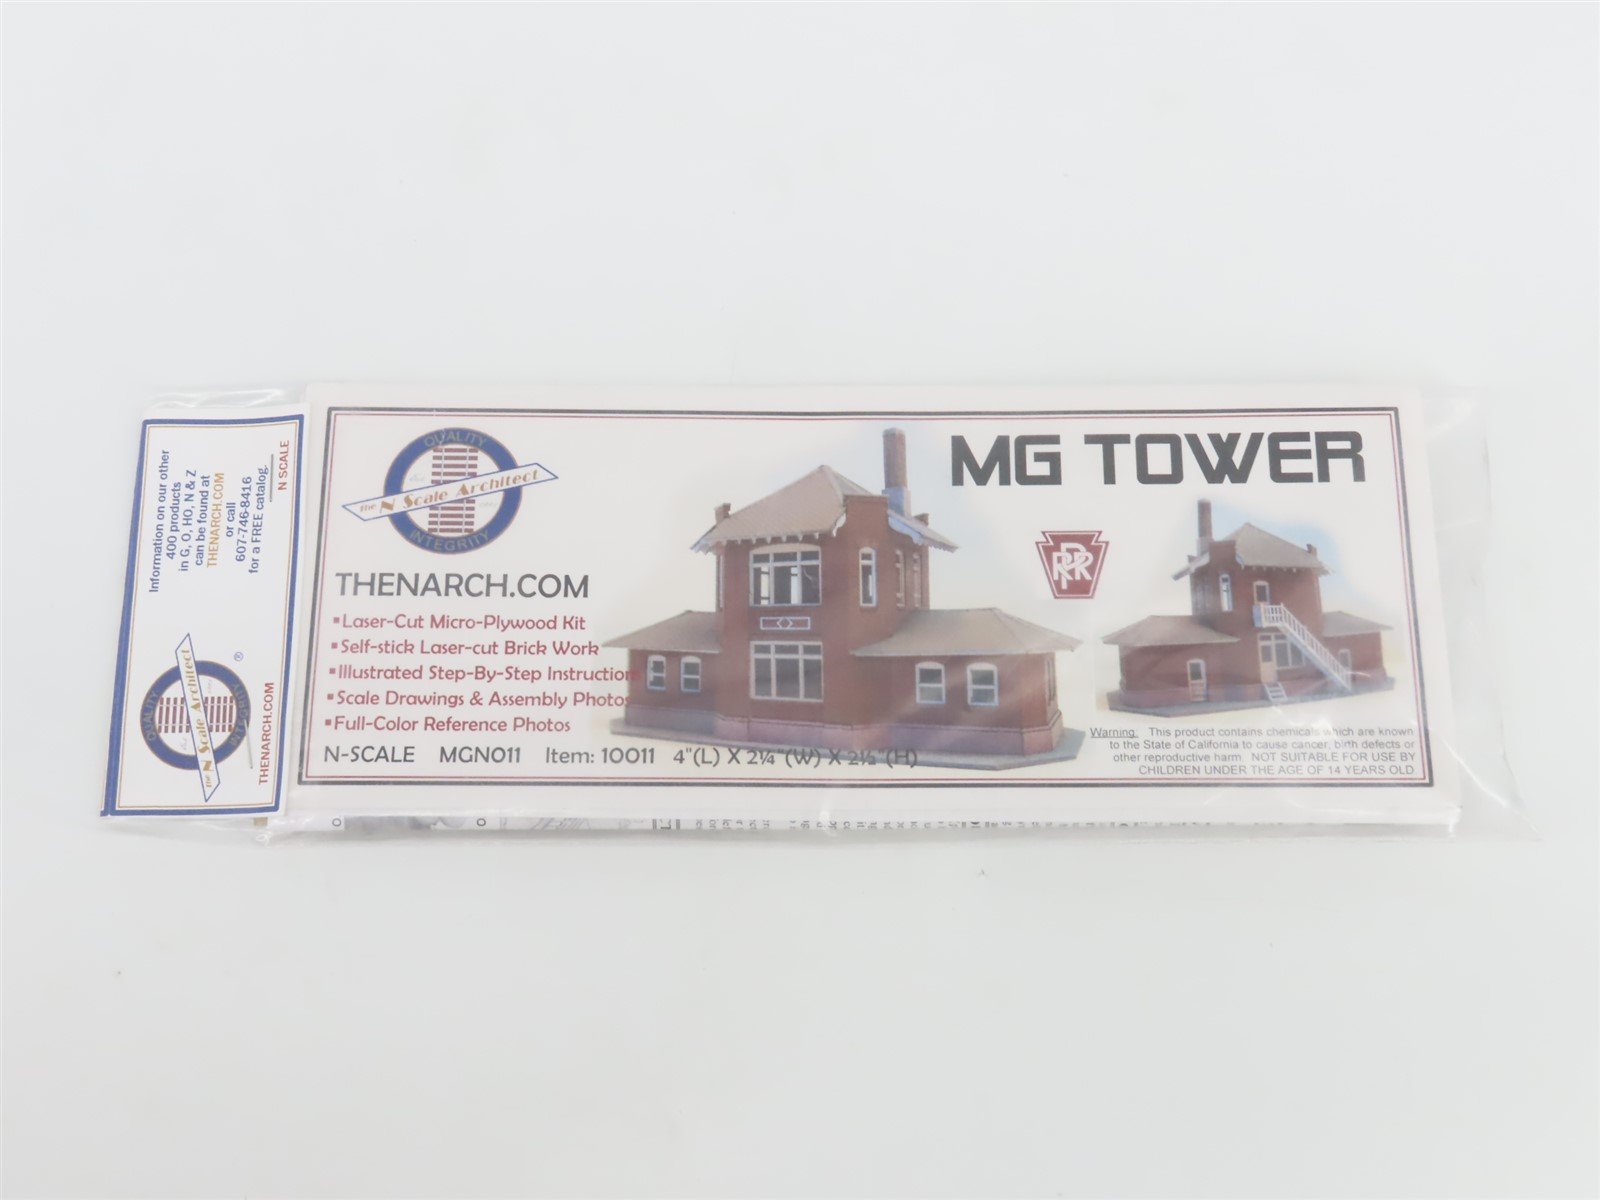 Information on our other
400 products
in G, O, HO, N & Z
can be found at
THENARCH.COM
or call
607-746-8416
for a FREE catalog.
N SCALE
QUALITY
the N Scale Architect
INTEGRITY
®
THENARCH.COM
QUALITY
the N Scale Architect
INTEGRITY
THENARCH.COM
▪Laser-Cut Micro-Plywood Kit
▪Self-stick Laser-cut Brick Work
▪Illustrated Step-By-Step Instructions
▪Scale Drawings & Assembly Photos
▪Full-Color Reference Photos
N-SCALE MGN011 Item: 10011 4"(L) X 2¼"(W) X 2½"(H)
MG TOWER
PRR
Warning. This product contains chemicals which are known
to the State of California to cause cancer, birth defects or
other reproductive harm. NOT SUITABLE FOR USE BY
CHILDREN UNDER THE AGE OF 14 YEARS OLD.